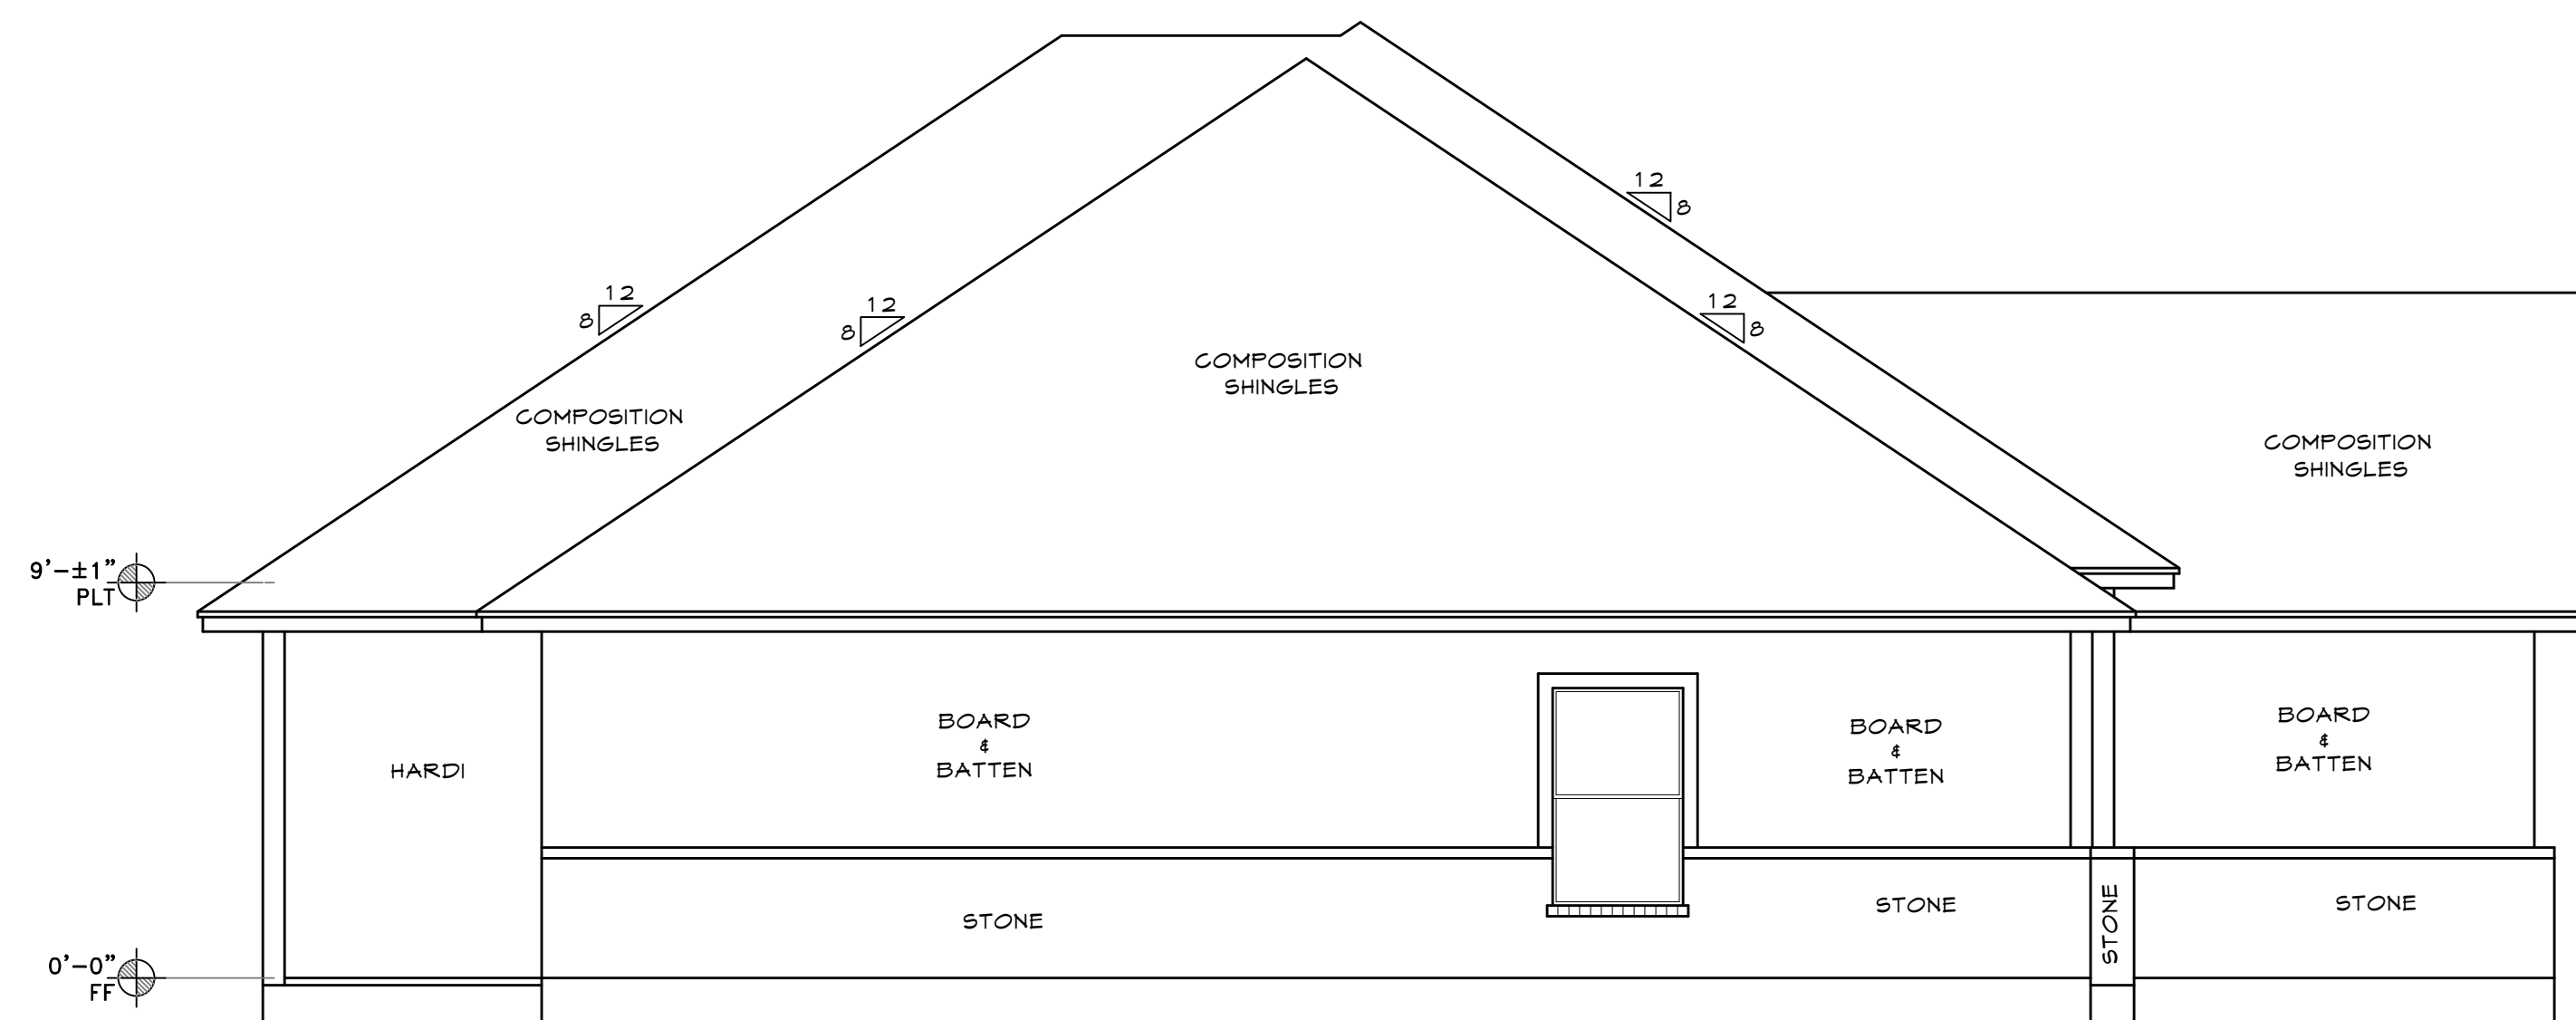 12
8
12
8
12
8
12
8
COMPOSITION
SHINGLES
COMPOSITION
SHINGLES
COMPOSITION
SHINGLES
9'-±1"
PLT
BOARD
&
BATTEN
BOARD
&
BATTEN
BOARD
&
BATTEN
HARDI
STONE
STONE
STONE
STONE
0'-0"
FF